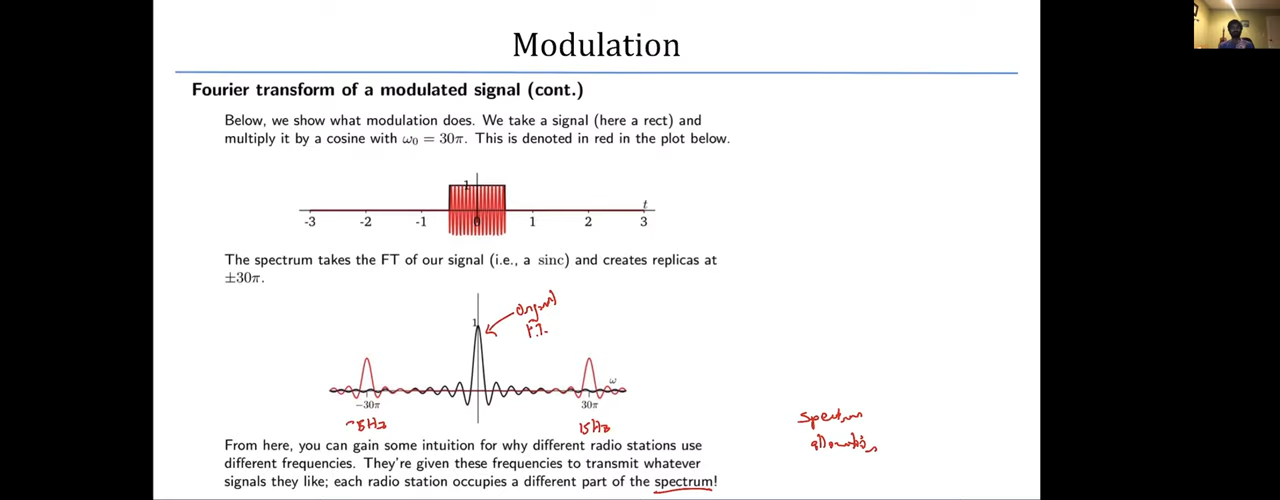 Modulation
Fourier transform of a modulated signal (cont.)
Below, we show what modulation does. We take a signal (here a rect) and
multiply it by a cosine with ω₀ = 30π. This is denoted in red in the plot below.
1
t
-3 -2 -1 0 1 2 3
The spectrum takes the FT of our signal (i.e., a sinc) and creates replicas at
±30π.
original
F.T.
1
ω
−30π 30π
15Hz
From here, you can gain some intuition for why different radio stations use
different frequencies. They're given these frequencies to transmit whatever
signals they like; each radio station occupies a different part of the spectrum!
Spectrum
allocation